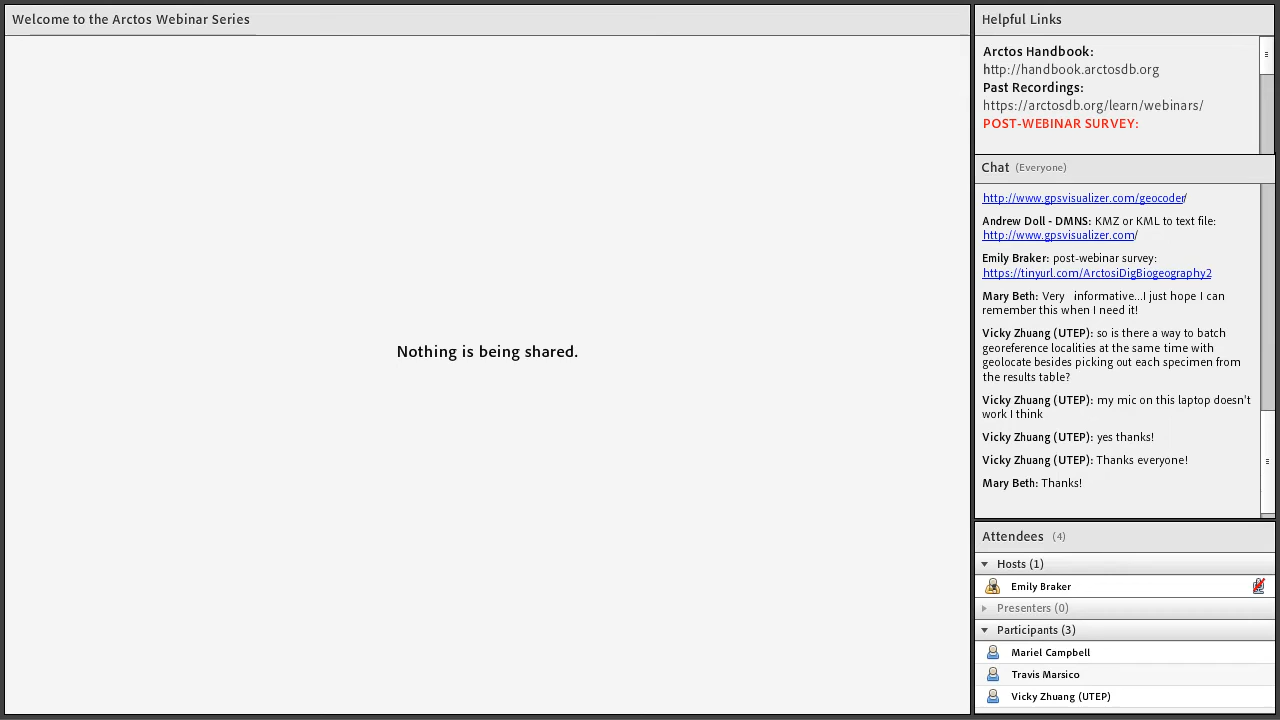 Welcome to the Arctos Webinar Series
Nothing is being shared.
Helpful Links
Arctos Handbook:
http://handbook.arctosdb.org
Past Recordings:
https://arctosdb.org/learn/webinars/
POST-WEBINAR SURVEY:
Chat (Everyone)
http://www.gpsvisualizer.com/geocoder/
Andrew Doll - DMNS: KMZ or KML to text file:
http://www.gpsvisualizer.com/
Emily Braker: post-webinar survey:
https://tinyurl.com/ArctosiDigBiogeography2
Mary Beth: Very informative...I just hope I can
remember this when I need it!
Vicky Zhuang (UTEP): so is there a way to batch
georeference localities at the same time with
geolocate besides picking out each specimen from
the results table?
Vicky Zhuang (UTEP): my mic on this laptop doesn't
work I think
Vicky Zhuang (UTEP): yes thanks!
Vicky Zhuang (UTEP): Thanks everyone!
Mary Beth: Thanks!
Attendees (4)
Hosts (1)
Emily Braker
Presenters (0)
Participants (3)
Mariel Campbell
Travis Marsico
Vicky Zhuang (UTEP)